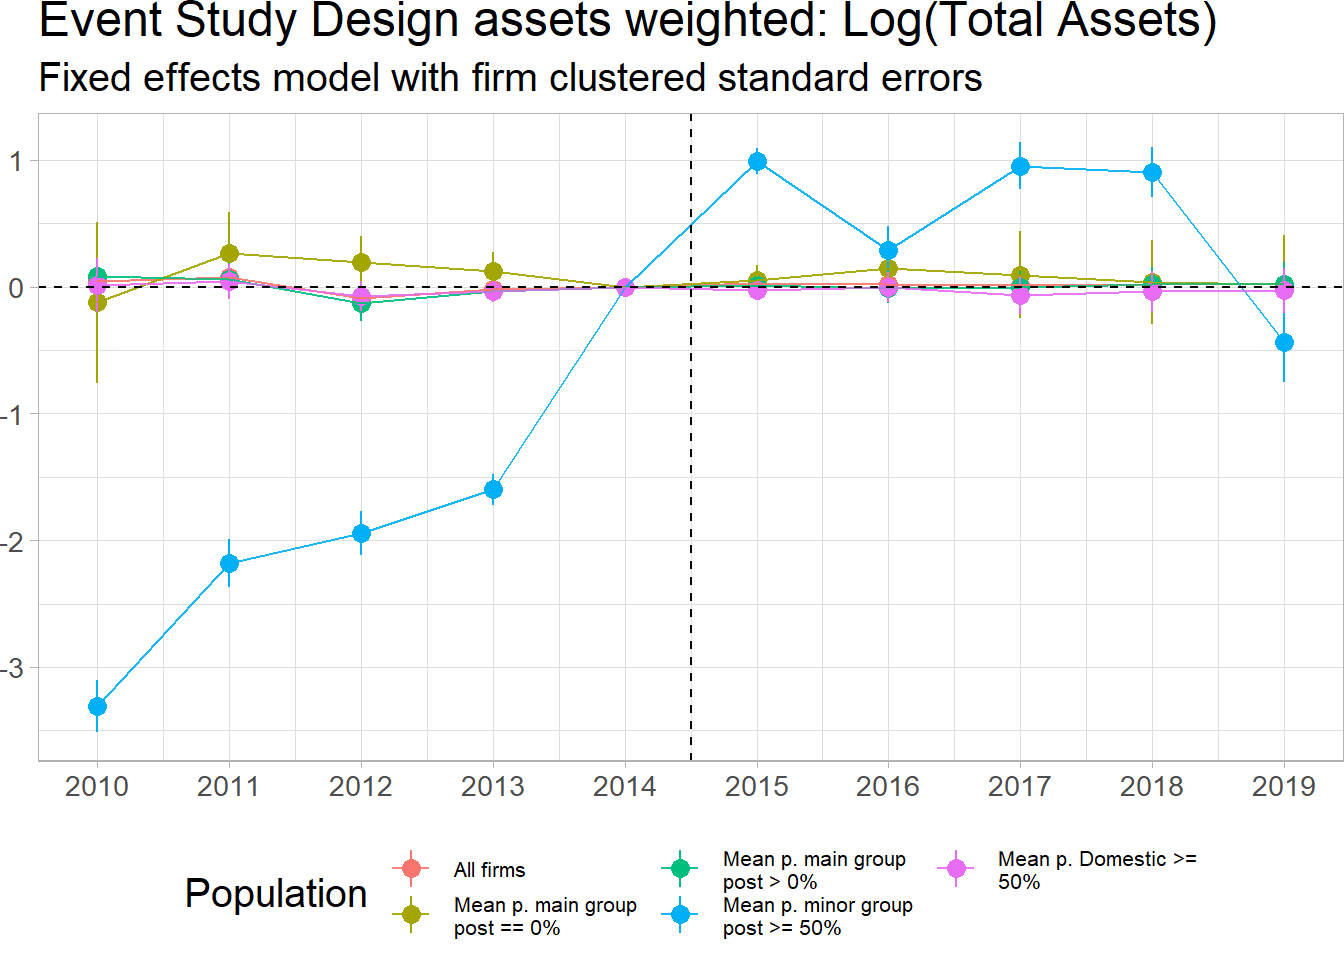 Event Study Design assets weighted: Log(Total Assets)
Fixed effects model with firm clustered standard errors
1
0
-1
-2
-3
2010 2011 2012 2013 2014 2015 2016 2017 2018 2019
Population
All firms
Mean p. main group
post == 0%
Mean p. main group
post > 0%
Mean p. minor group
post >= 50%
Mean p. Domestic >=
50%